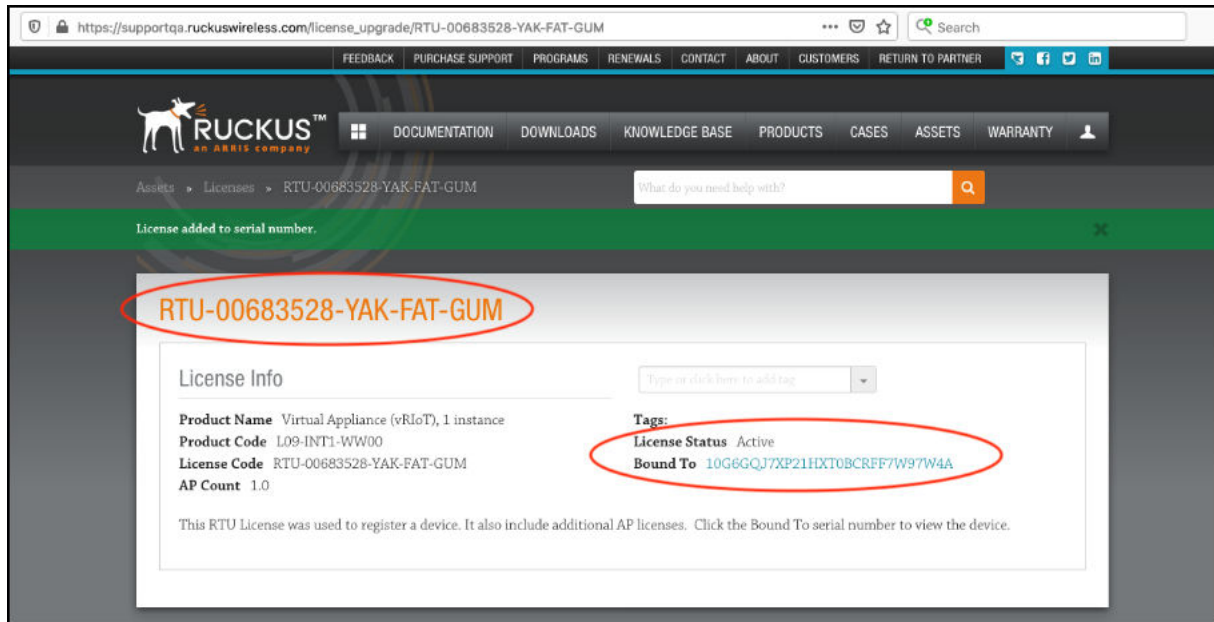 https://supportqa.ruckuswireless.com/license_upgrade/RTU-00683528-YAK-FAT-GUM
Search
FEEDBACK PURCHASE SUPPORT PROGRAMS RENEWALS CONTACT ABOUT CUSTOMERS RETURN TO PARTNER
RUCKUS™
an ARRIS company
DOCUMENTATION DOWNLOADS KNOWLEDGE BASE PRODUCTS CASES ASSETS WARRANTY
Assets » Licenses » RTU-00683528-YAK-FAT-GUM
What do you need help with?
License added to serial number.
RTU-00683528-YAK-FAT-GUM
License Info
Type or click here to add tag
Product Name Virtual Appliance (vRIoT), 1 instance
Product Code L09-INT1-WW00
License Code RTU-00683528-YAK-FAT-GUM
AP Count 1.0
Tags:
License Status Active
Bound To 10G6GQJ7XP21HXT0BCRFF7W97W4A
This RTU License was used to register a device. It also include additional AP licenses. Click the Bound To serial number to view the device.